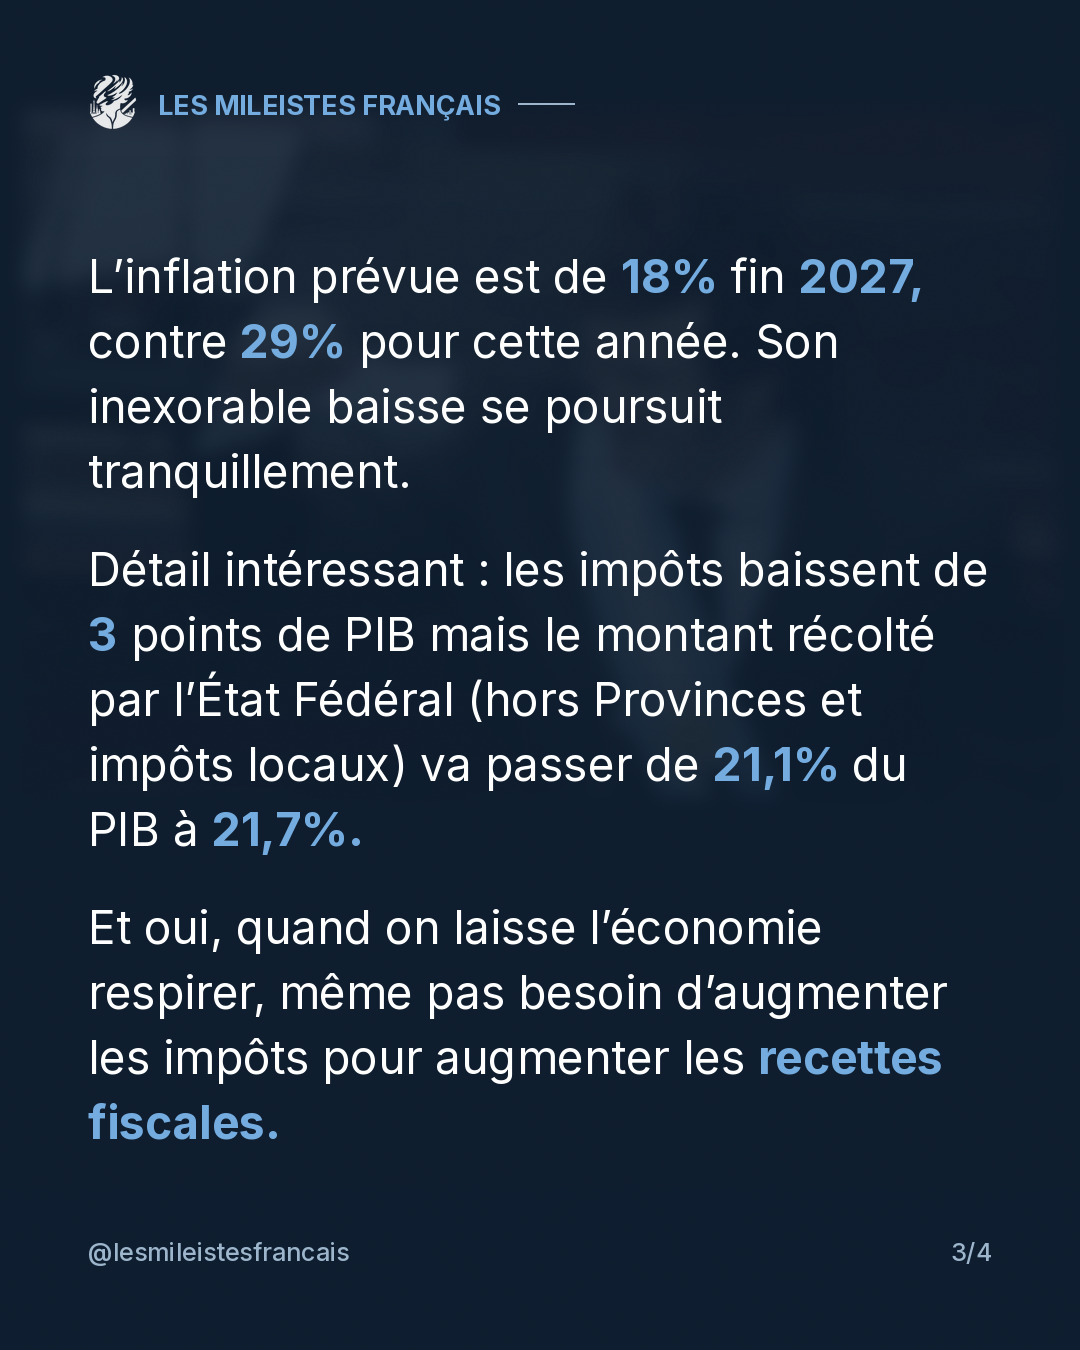 LES MILEISTES FRANÇAIS
L’inflation prévue est de 18% fin 2027,
contre 29% pour cette année. Son
inexorable baisse se poursuit
tranquillement.
Détail intéressant : les impôts baissent de
3 points de PIB mais le montant récolté
par l’État Fédéral (hors Provinces et
impôts locaux) va passer de 21,1% du
PIB à 21,7%.
Et oui, quand on laisse l’économie
respirer, même pas besoin d’augmenter
les impôts pour augmenter les recettes
fiscales.
@lesmileistesfrancais
3/4